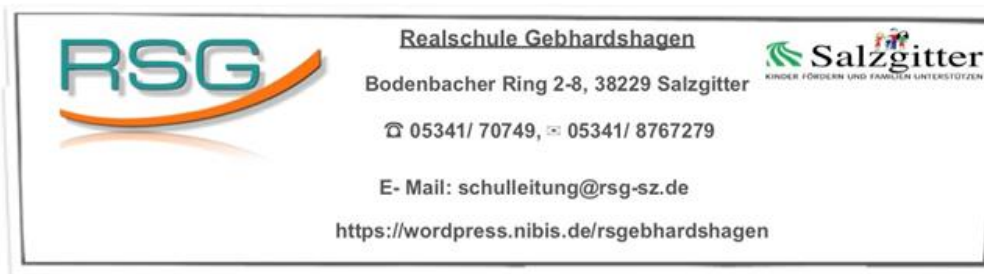 RSG
Realschule Gebhardshagen
Salzgitter
KINDER FÖRDERN UND FAMILIEN UNTERSTÜTZEN
Bodenbacher Ring 2-8, 38229 Salzgitter
☎ 05341/ 70749, ✉ 05341/ 8767279
E- Mail: schulleitung@rsg-sz.de
https://wordpress.nibis.de/rsgebhardshagen